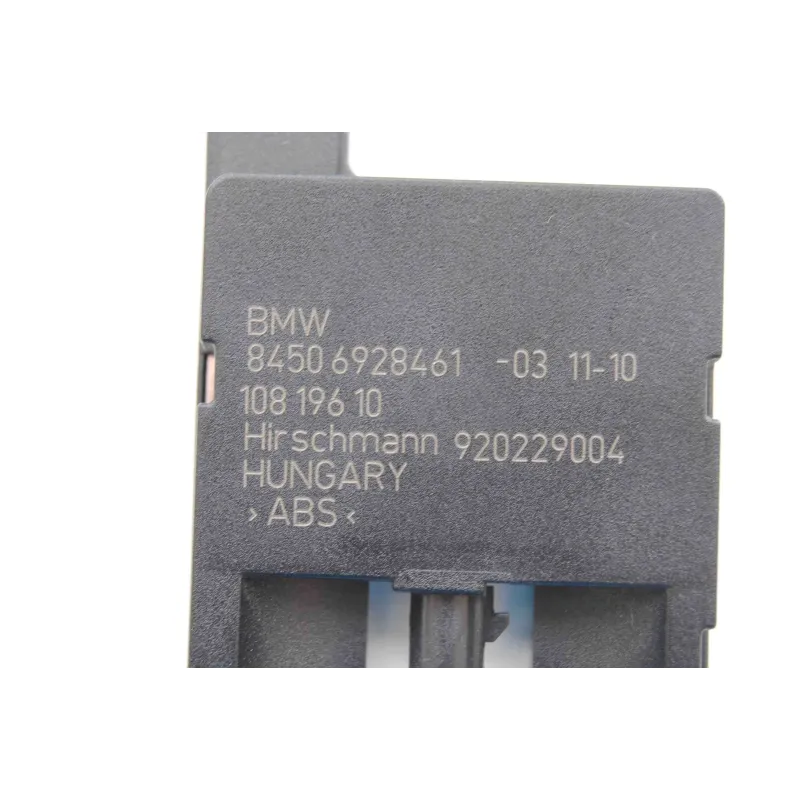 BMW
8450 6928461 -03 11-10
108 196 10
Hirschmann 920229004
HUNGARY
>ABS<